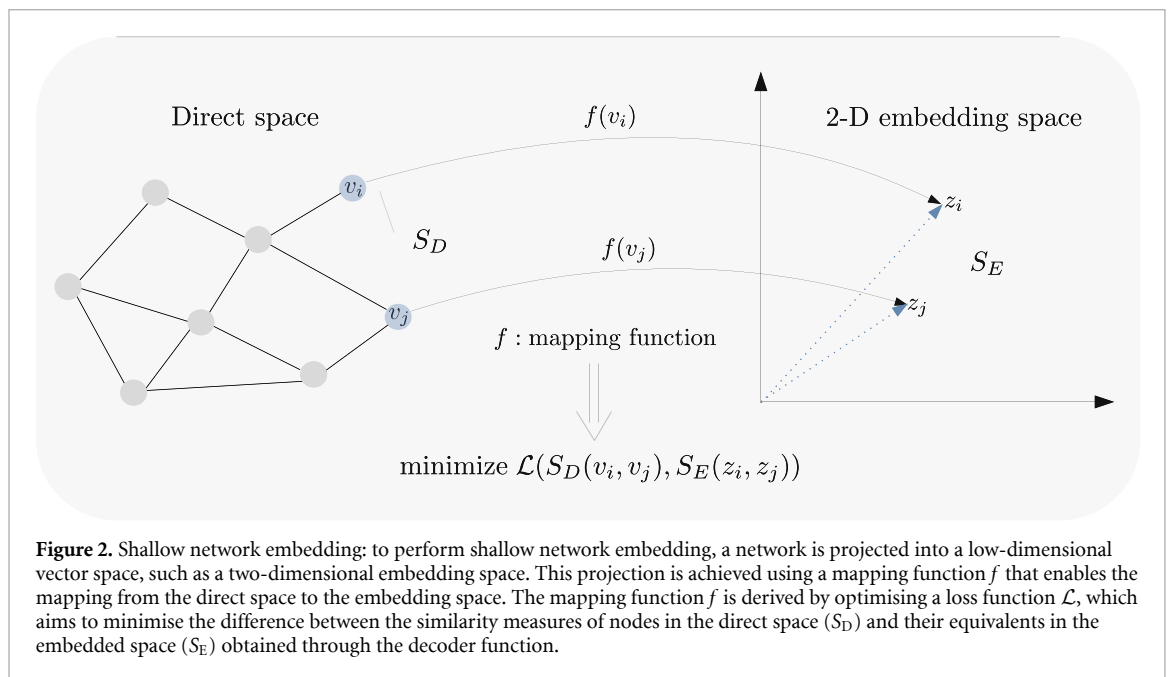 Direct space
f(v_i)
2-D embedding space
v_i
z_i
S_D
f(v_j)
S_E
v_j
z_j
f : mapping function
minimize ℒ(S_D(v_i, v_j), S_E(z_i, z_j))
Figure 2. Shallow network embedding: to perform shallow network embedding, a network is projected into a low-dimensional
vector space, such as a two-dimensional embedding space. This projection is achieved using a mapping function f that enables the
mapping from the direct space to the embedding space. The mapping function f is derived by optimising a loss function ℒ, which
aims to minimise the difference between the similarity measures of nodes in the direct space (S_D) and their equivalents in the
embedded space (S_E) obtained through the decoder function.